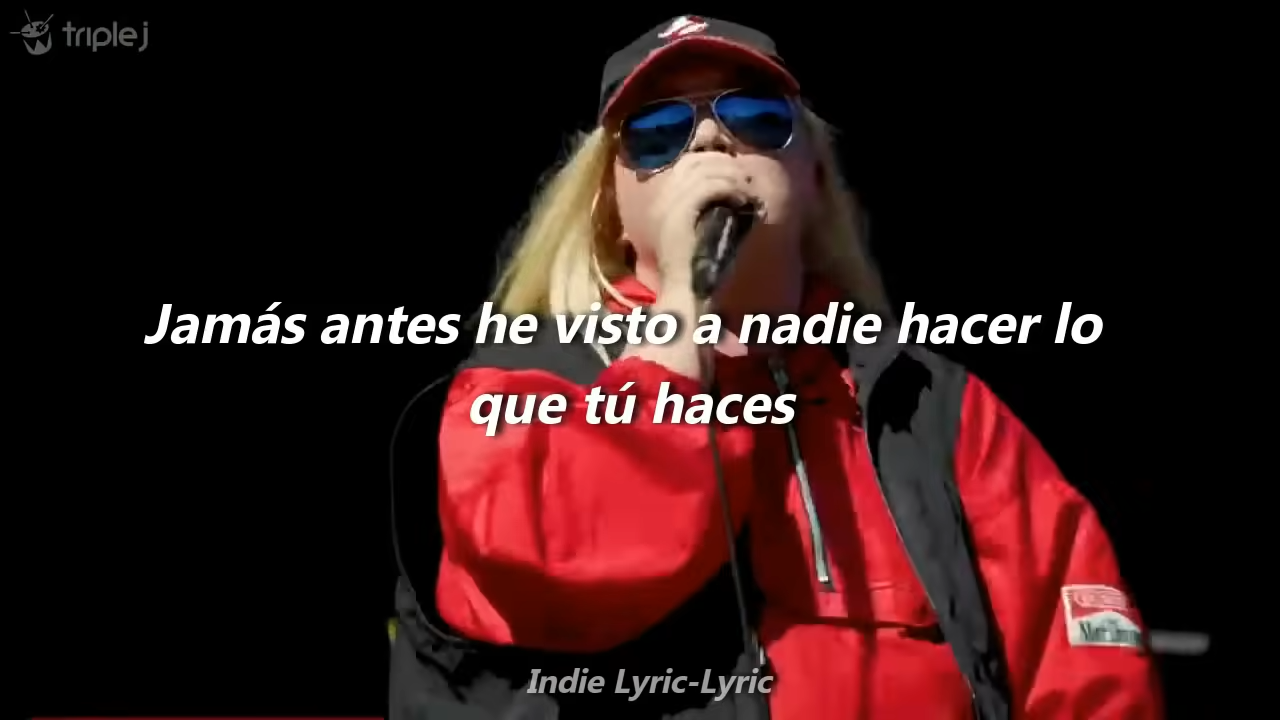 triple j
Jamás antes he visto a nadie hacer lo
que tú haces
Indie Lyric-Lyric